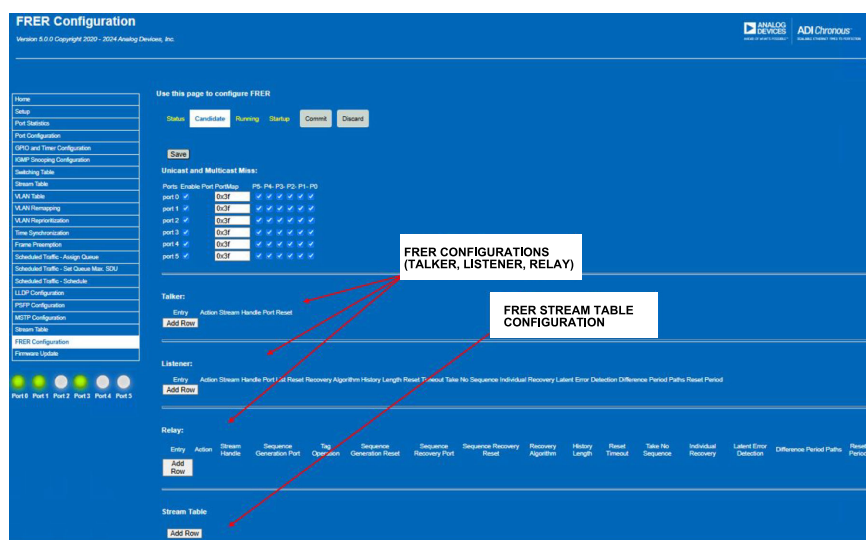 FRER Configuration
Version 5.0.0 Copyright 2020 - 2024 Analog Devices, Inc.
ANALOG
DEVICES
AHEAD OF WHAT'S POSSIBLE™
ADI Chronous™
Use this page to configure FRER
Status Candidate Running Startup Commit Discard
Save
Home
Setup
Port Statistics
Port Configuration
GPIO and Timer Configuration
IGMP Snooping Configuration
Switching Table
Stream Table
VLAN Table
VLAN Remapping
VLAN Reprioritization
Time Synchronization
Frame Preemption
Scheduled Traffic - Assign Queue
Scheduled Traffic - Set Queue Max. SDU
Scheduled Traffic - Schedule
LLDP Configuration
PSFP Configuration
MSTP Configuration
Stream Table
FRER Configuration
Firmware Update
Port 0 Port 1 Port 2 Port 3 Port 4 Port 5
Unicast and Multicast Miss:
Ports Enable Port PortMap P5- P4- P3- P2- P1- P0
port 0 0x3f
port 1 0x3f
port 2 0x3f
port 3 0x3f
port 4 0x3f
port 5 0x3f
FRER CONFIGURATIONS
(TALKER, LISTENER, RELAY)
FRER STREAM TABLE
CONFIGURATION
Talker:
Entry Action Stream Handle Port Reset
Add Row
Listener:
Entry Action Stream Handle Port List Reset Recovery Algorithm History Length Reset Timeout Take No Sequence Individual Recovery Latent Error Detection Difference Period Paths Reset Period
Add Row
Relay:
Entry Action Stream Handle Sequence Generation Port Tag Operation Sequence Generation Reset Sequence Recovery Port Sequence Recovery Reset Recovery Algorithm History Length Reset Timeout Take No Sequence Individual Recovery Latent Error Detection Difference Period Paths Reset Period
Add
Row
Stream Table
Add Row